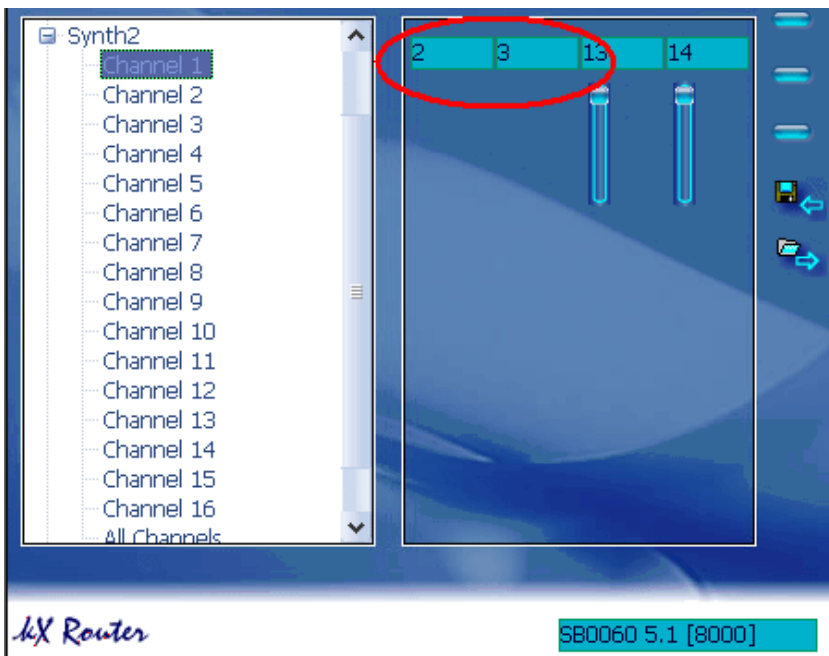 Synth2
Channel 1
Channel 2
Channel 3
Channel 4
Channel 5
Channel 6
Channel 7
Channel 8
Channel 9
Channel 10
Channel 11
Channel 12
Channel 13
Channel 14
Channel 15
Channel 16
All Channels
2 3 13 14
kX Router
SB0060 5.1 [8000]